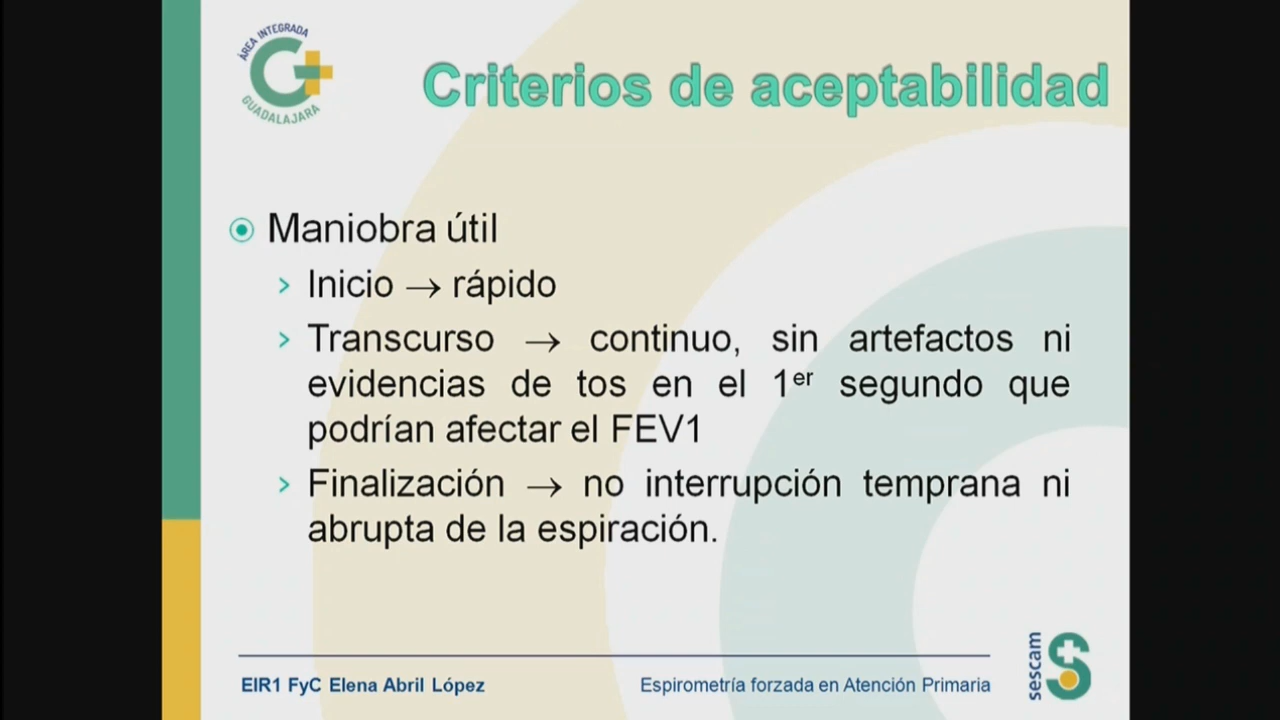 ÀREA INTEGRADA
GUADALAJARA
Criterios de aceptabilidad
Maniobra útil
Inicio → rápido
Transcurso → continuo, sin artefactos ni
evidencias de tos en el 1er segundo que
podrían afectar el FEV1
Finalización → no interrupción temprana ni
abrupta de la espiración.
EIR1 FyC Elena Abril López
Espirometría forzada en Atención Primaria
sescam